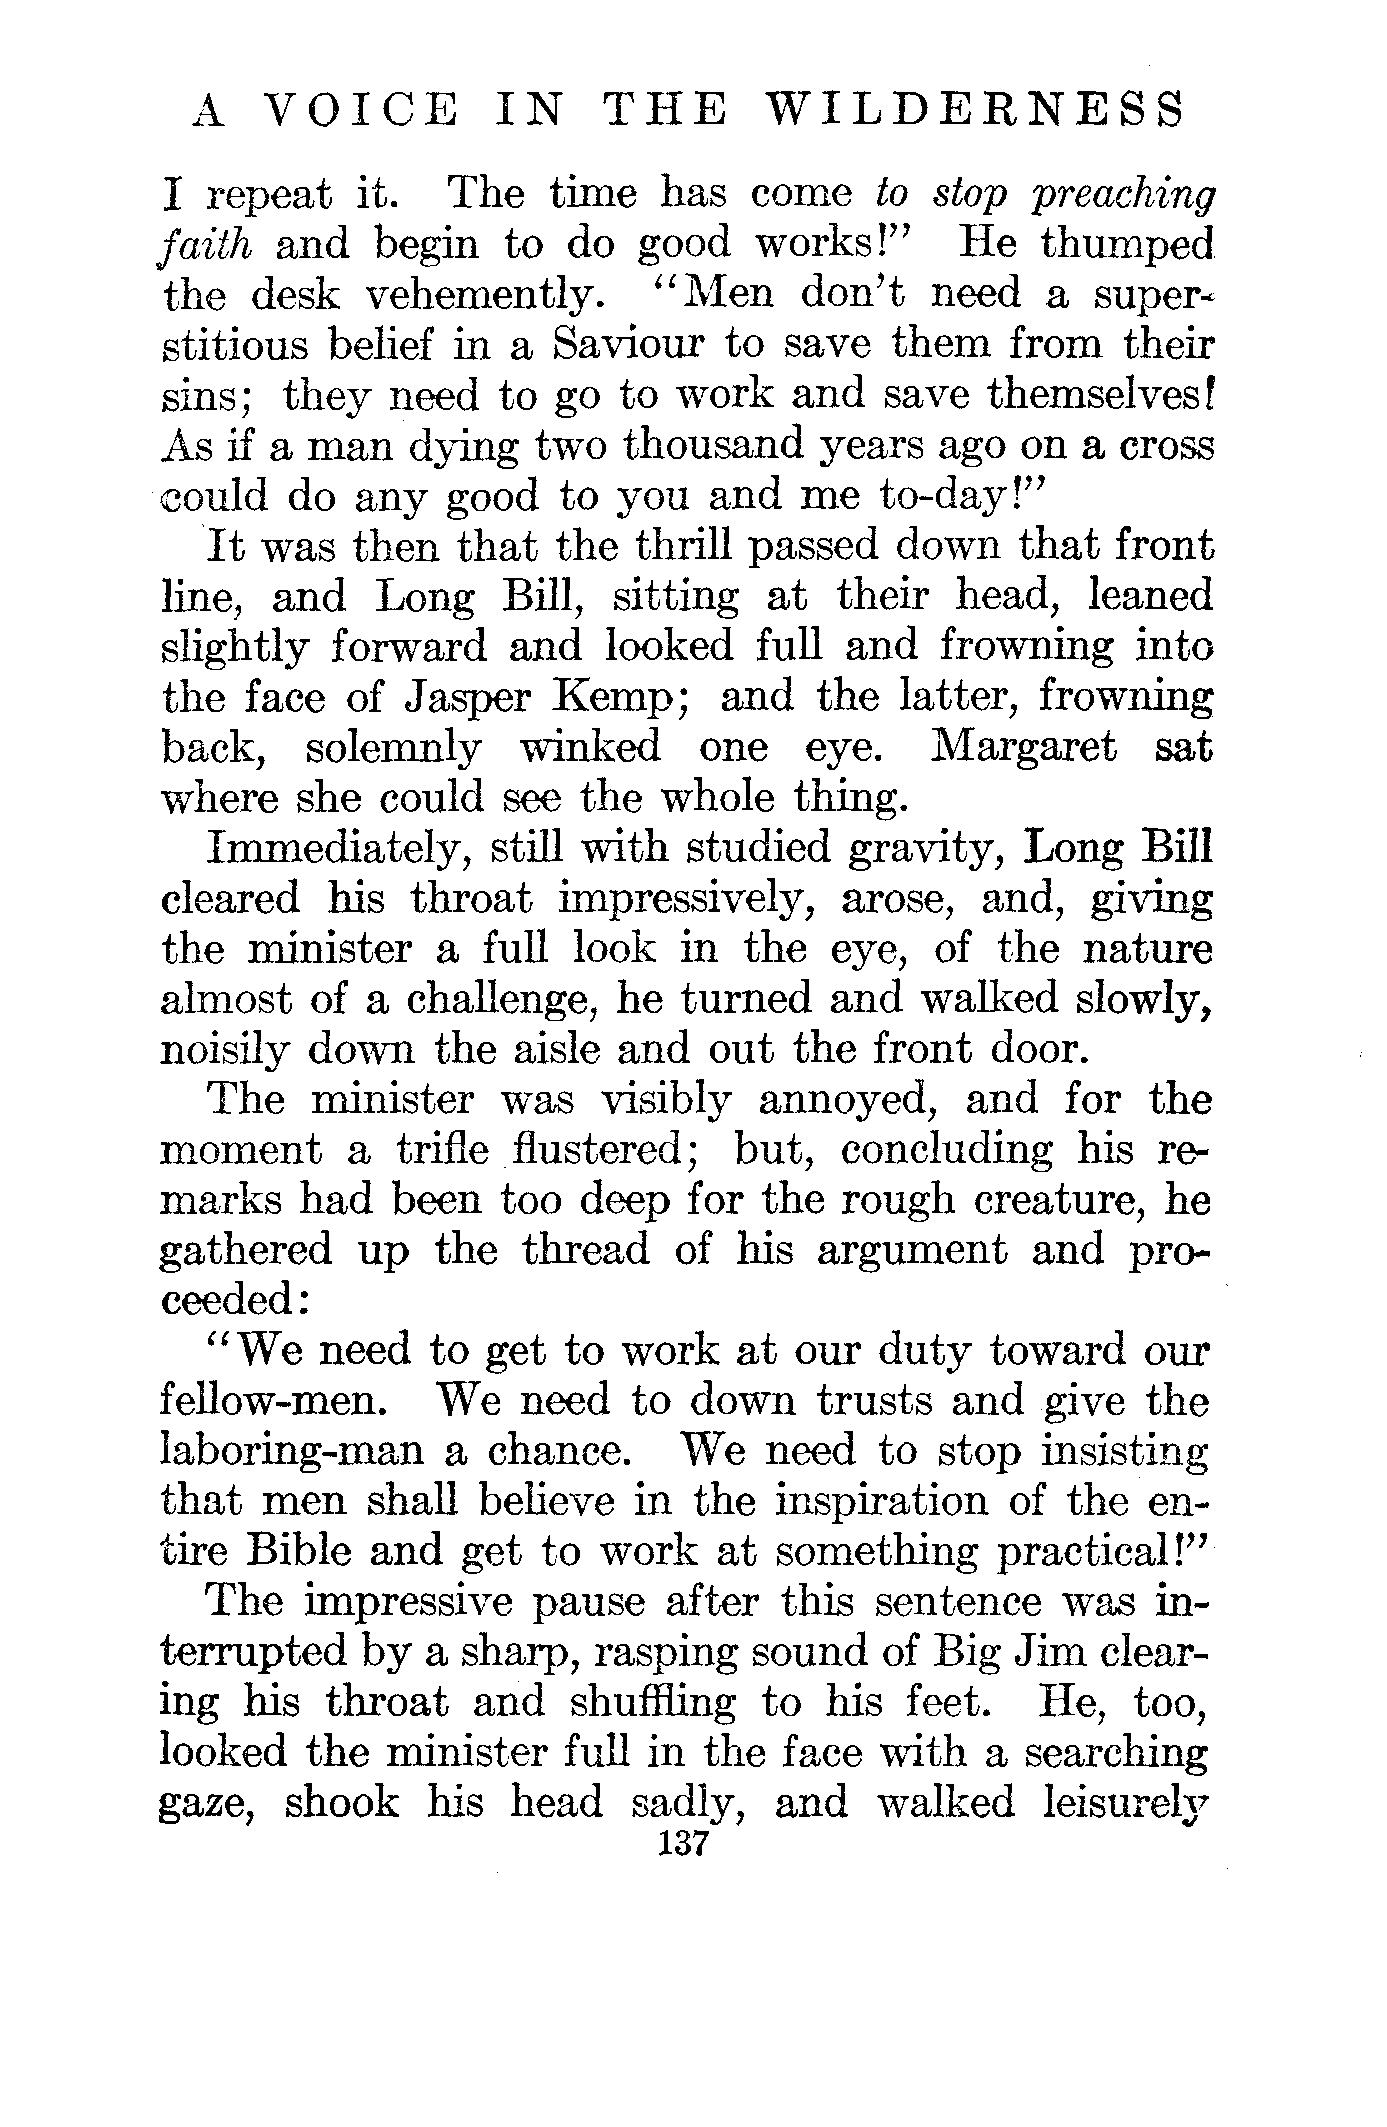 A VOICE IN THE WILDERNESS
I repeat it. The time has come to stop preaching
faith and begin to do good works!” He thumped
the desk vehemently. “Men don’t need a super-
stitious belief in a Saviour to save them from their
sins; they need to go to work and save themselves!
As if a man dying two thousand years ago on a cross
could do any good to you and me to-day!”
It was then that the thrill passed down that front
line, and Long Bill, sitting at their head, leaned
slightly forward and looked full and frowning into
the face of Jasper Kemp; and the latter, frowning
back, solemnly winked one eye. Margaret sat
where she could see the whole thing.
Immediately, still with studied gravity, Long Bill
cleared his throat impressively, arose, and, giving
the minister a full look in the eye, of the nature
almost of a challenge, he turned and walked slowly,
noisily down the aisle and out the front door.
The minister was visibly annoyed, and for the
moment a trifle flustered; but, concluding his re-
marks had been too deep for the rough creature, he
gathered up the thread of his argument and pro-
ceeded:
“We need to get to work at our duty toward our
fellow-men. We need to down trusts and give the
laboring-man a chance. We need to stop insisting
that men shall believe in the inspiration of the en-
tire Bible and get to work at something practical!”
The impressive pause after this sentence was in-
terrupted by a sharp, rasping sound of Big Jim clear-
ing his throat and shuffling to his feet. He, too,
looked the minister full in the face with a searching
gaze, shook his head sadly, and walked leisurely
137